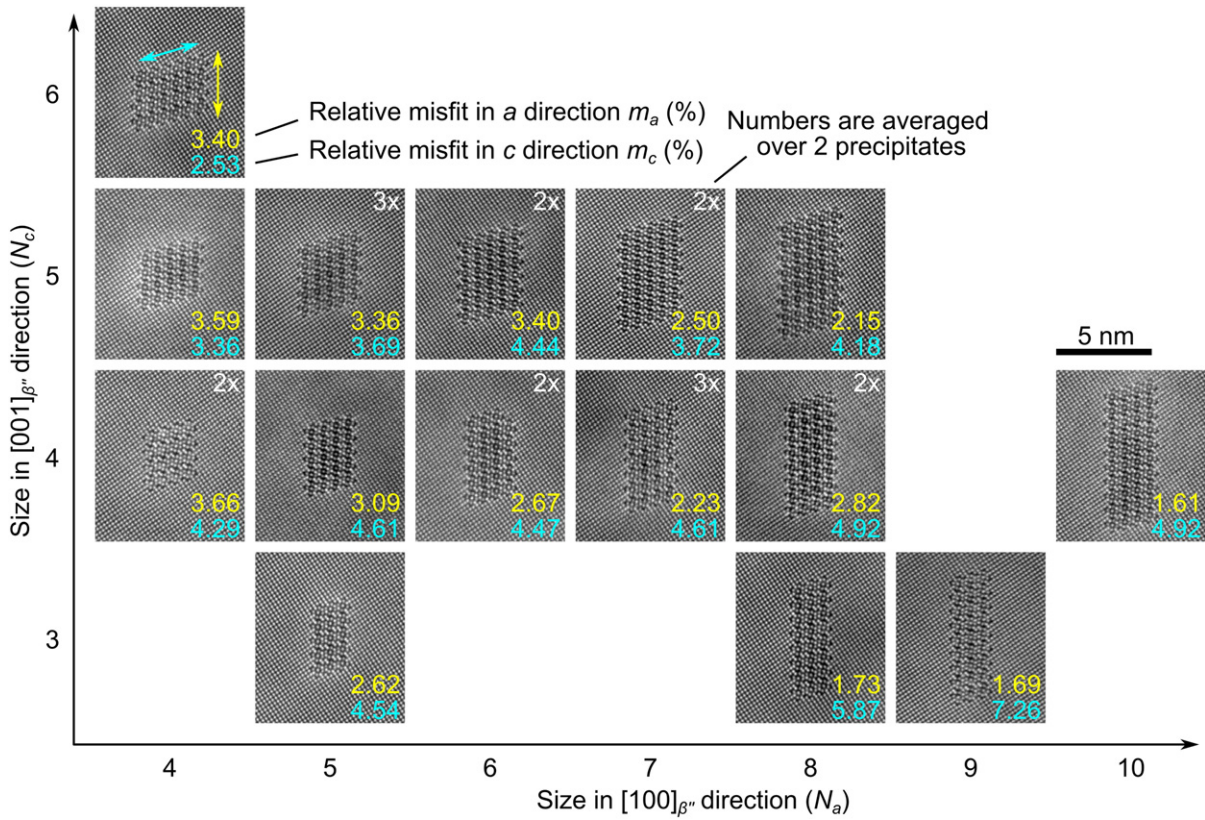 6
3.40
2.53
Relative misfit in a direction mₐ (%)
Relative misfit in c direction m_c (%)
Numbers are averaged
over 2 precipitates
Size in [001]β″ direction (N_c)
5
3.59
3.36
3x
3.36
3.69
2x
3.40
4.44
2x
2.50
3.72
2.15
4.18
5 nm
4
2x
3.66
4.29
3.09
4.61
2x
2.67
4.47
3x
2.23
4.61
2x
2.82
4.92
1.61
4.92
3
2.62
4.54
1.73
5.87
1.69
7.26
4 5 6 7 8 9 10
Size in [100]β″ direction (Nₐ)